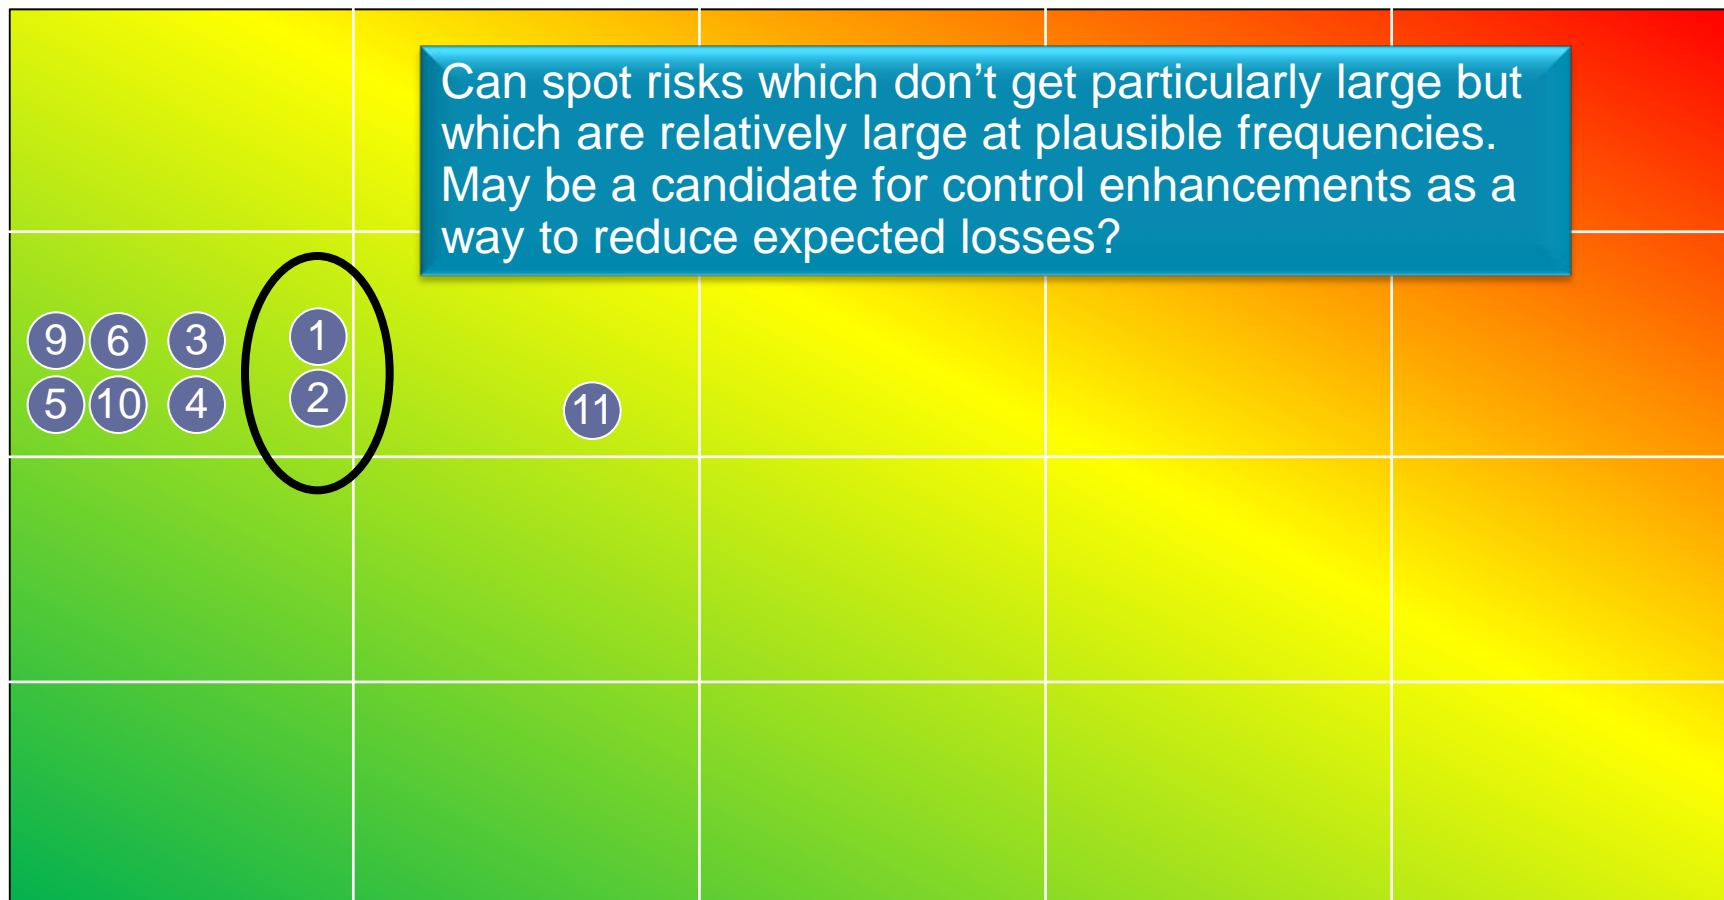 Can spot risks which don’t get particularly large but
which are relatively large at plausible frequencies.
May be a candidate for control enhancements as a
way to reduce expected losses?
9 6 3 1
5 10 4 2 11